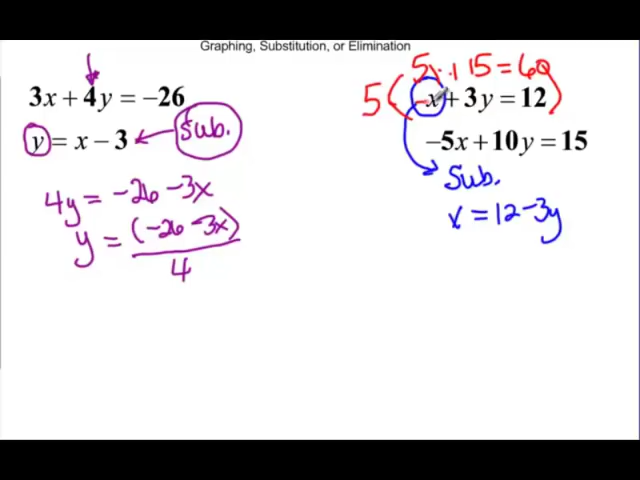 Graphing, Substitution, or Elimination
3x + 4y = −26
y = x − 3
Sub.
4y = −26 −3x
y = (−26 −3x)
4
15 = 60
5 ( x + 3y = 12 )
−5x + 10y = 15
Sub.
x = 12 −3y